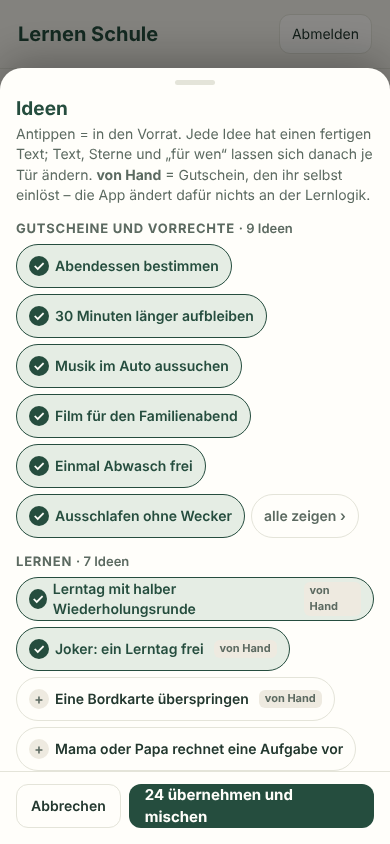 Lernen Schule
Abmelden
Ideen
Antippen = in den Vorrat. Jede Idee hat einen fertigen
Text; Text, Sterne und „für wen“ lassen sich danach je
Tür ändern. von Hand = Gutschein, den ihr selbst
einlöst – die App ändert dafür nichts an der Lernlogik.
GUTSCHEINE UND VORRECHTE · 9 Ideen
Abendessen bestimmen
30 Minuten länger aufbleiben
Musik im Auto aussuchen
Film für den Familienabend
Einmal Abwasch frei
Ausschlafen ohne Wecker
alle zeigen ›
LERNEN · 7 Ideen
Lerntag mit halber
Wiederholungsrunde
von
Hand
Joker: ein Lerntag frei
von Hand
+ Eine Bordkarte überspringen
von Hand
+ Mama oder Papa rechnet eine Aufgabe vor
Abbrechen
24 übernehmen und
mischen